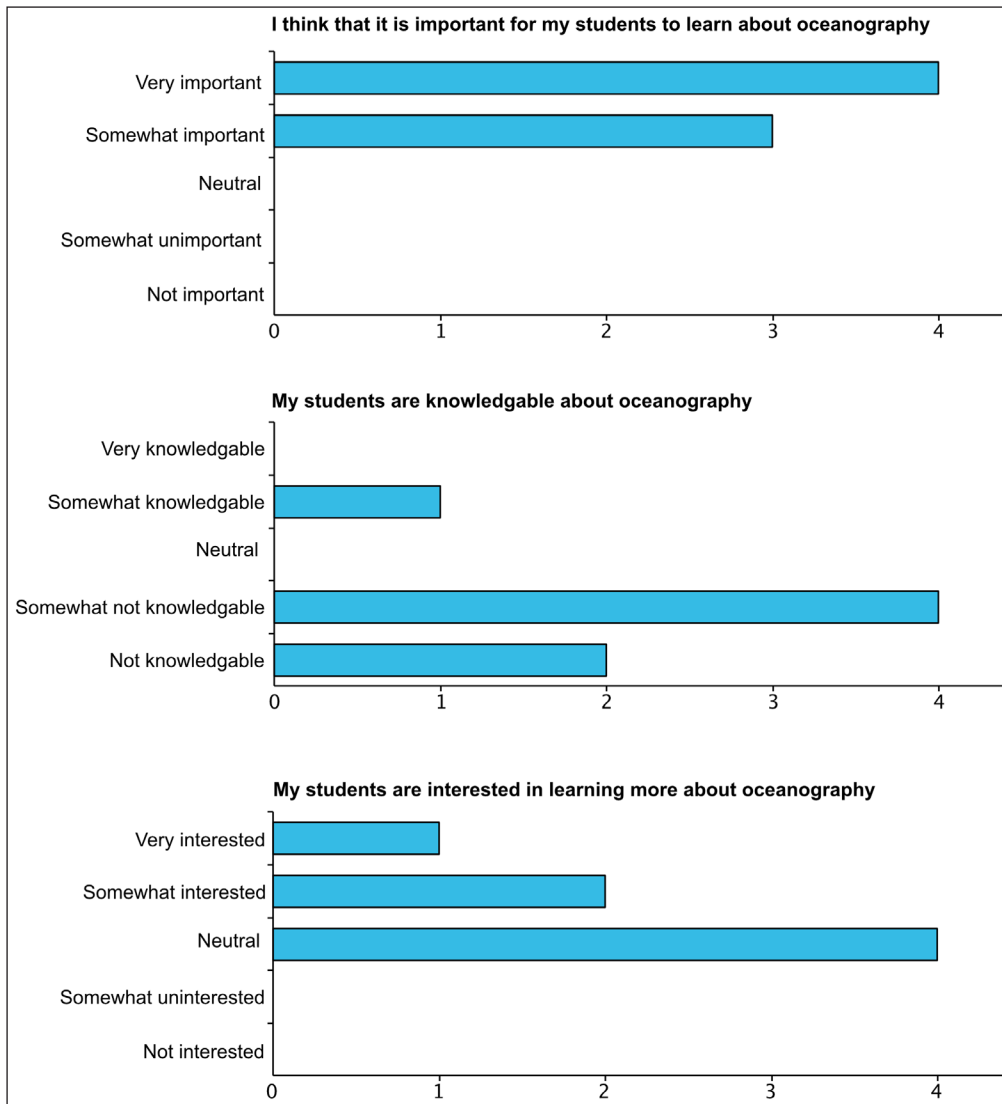 I think that it is important for my students to learn about oceanography
Very important
Somewhat important
Neutral
Somewhat unimportant
Not important
0 1 2 3 4
My students are knowledgable about oceanography
Very knowledgable
Somewhat knowledgable
Neutral
Somewhat not knowledgable
Not knowledgable
0 1 2 3 4
My students are interested in learning more about oceanography
Very interested
Somewhat interested
Neutral
Somewhat uninterested
Not interested
0 1 2 3 4